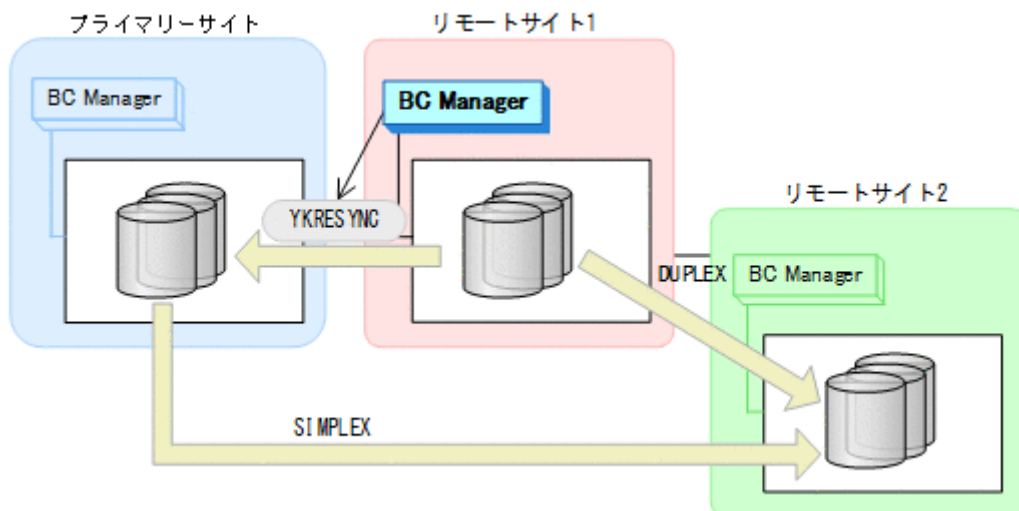 プライマリーサイト
リモートサイト1
BC Manager
BC Manager
YKRESYNC
リモートサイト2
DUPLEX
BC Manager
SIMPLEX